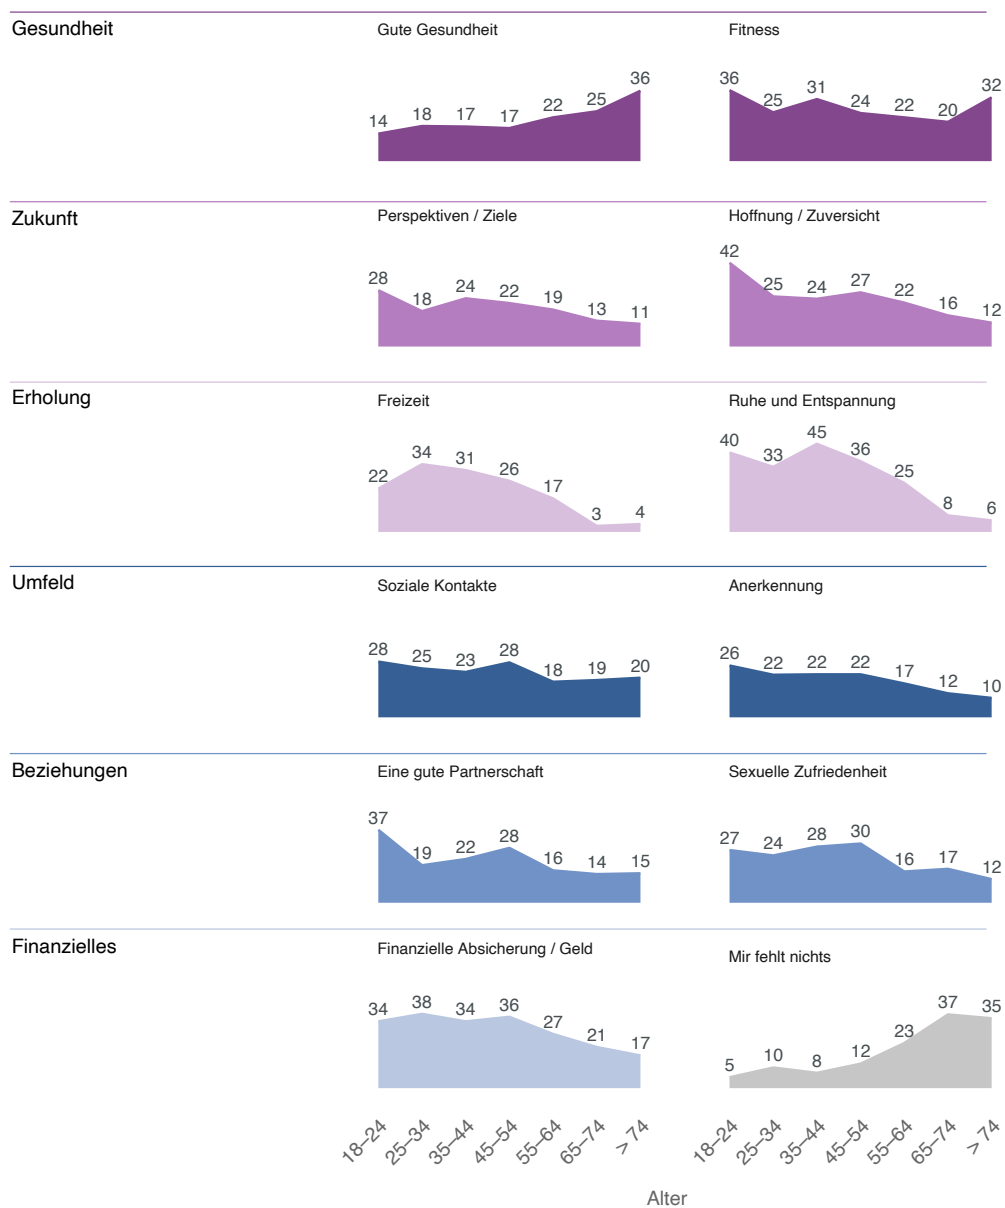 Gesundheit
Gute Gesundheit
Fitness
14 18 17 17 22 25 36
36 25 31 24 22 20 32
Zukunft
Perspektiven / Ziele
Hoffnung / Zuversicht
28 18 24 22 19 13 11
42 25 24 27 22 16 12
Erholung
Freizeit
Ruhe und Entspannung
22 34 31 26 17 3 4
40 33 45 36 25 8 6
Umfeld
Soziale Kontakte
Anerkennung
28 25 23 28 18 19 20
26 22 22 22 17 12 10
Beziehungen
Eine gute Partnerschaft
Sexuelle Zufriedenheit
37 19 22 28 16 14 15
27 24 28 30 16 17 12
Finanzielles
Finanzielle Absicherung / Geld
Mir fehlt nichts
34 38 34 36 27 21 17
5 10 8 12 23 37 35
18–24 25–34 35–44 45–54 55–64 65–74 > 74
18–24 25–34 35–44 45–54 55–64 65–74 > 74
Alter